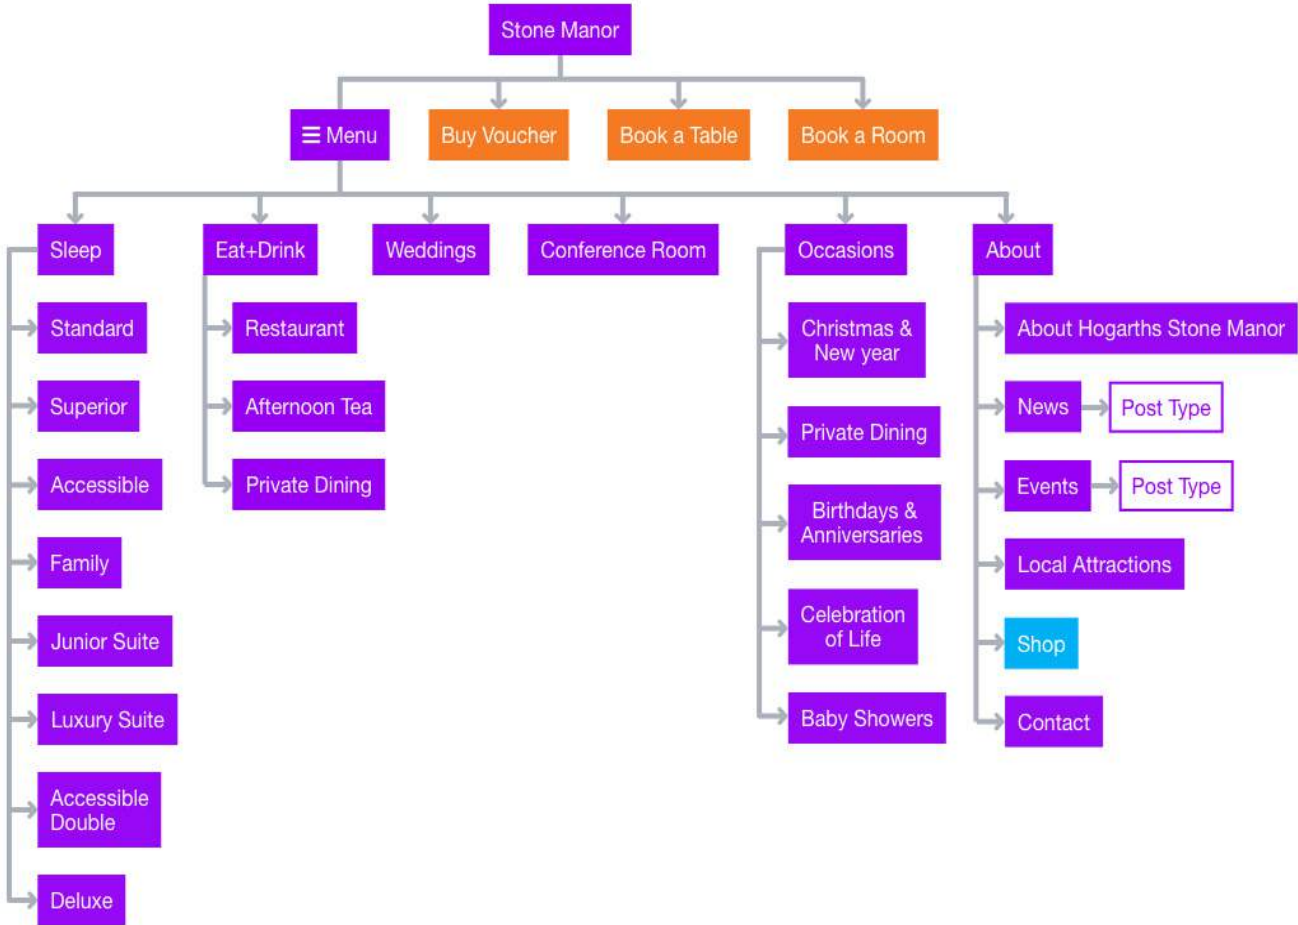 Stone Manor
☰ Menu
Buy Voucher
Book a Table
Book a Room
Sleep
Eat+Drink
Weddings
Conference Room
Occasions
About
Standard
Superior
Accessible
Family
Junior Suite
Luxury Suite
Accessible
Double
Deluxe
Restaurant
Afternoon Tea
Private Dining
Christmas &
New year
Private Dining
Birthdays &
Anniversaries
Celebration
of Life
Baby Showers
About Hogarths Stone Manor
News
Post Type
Events
Post Type
Local Attractions
Shop
Contact